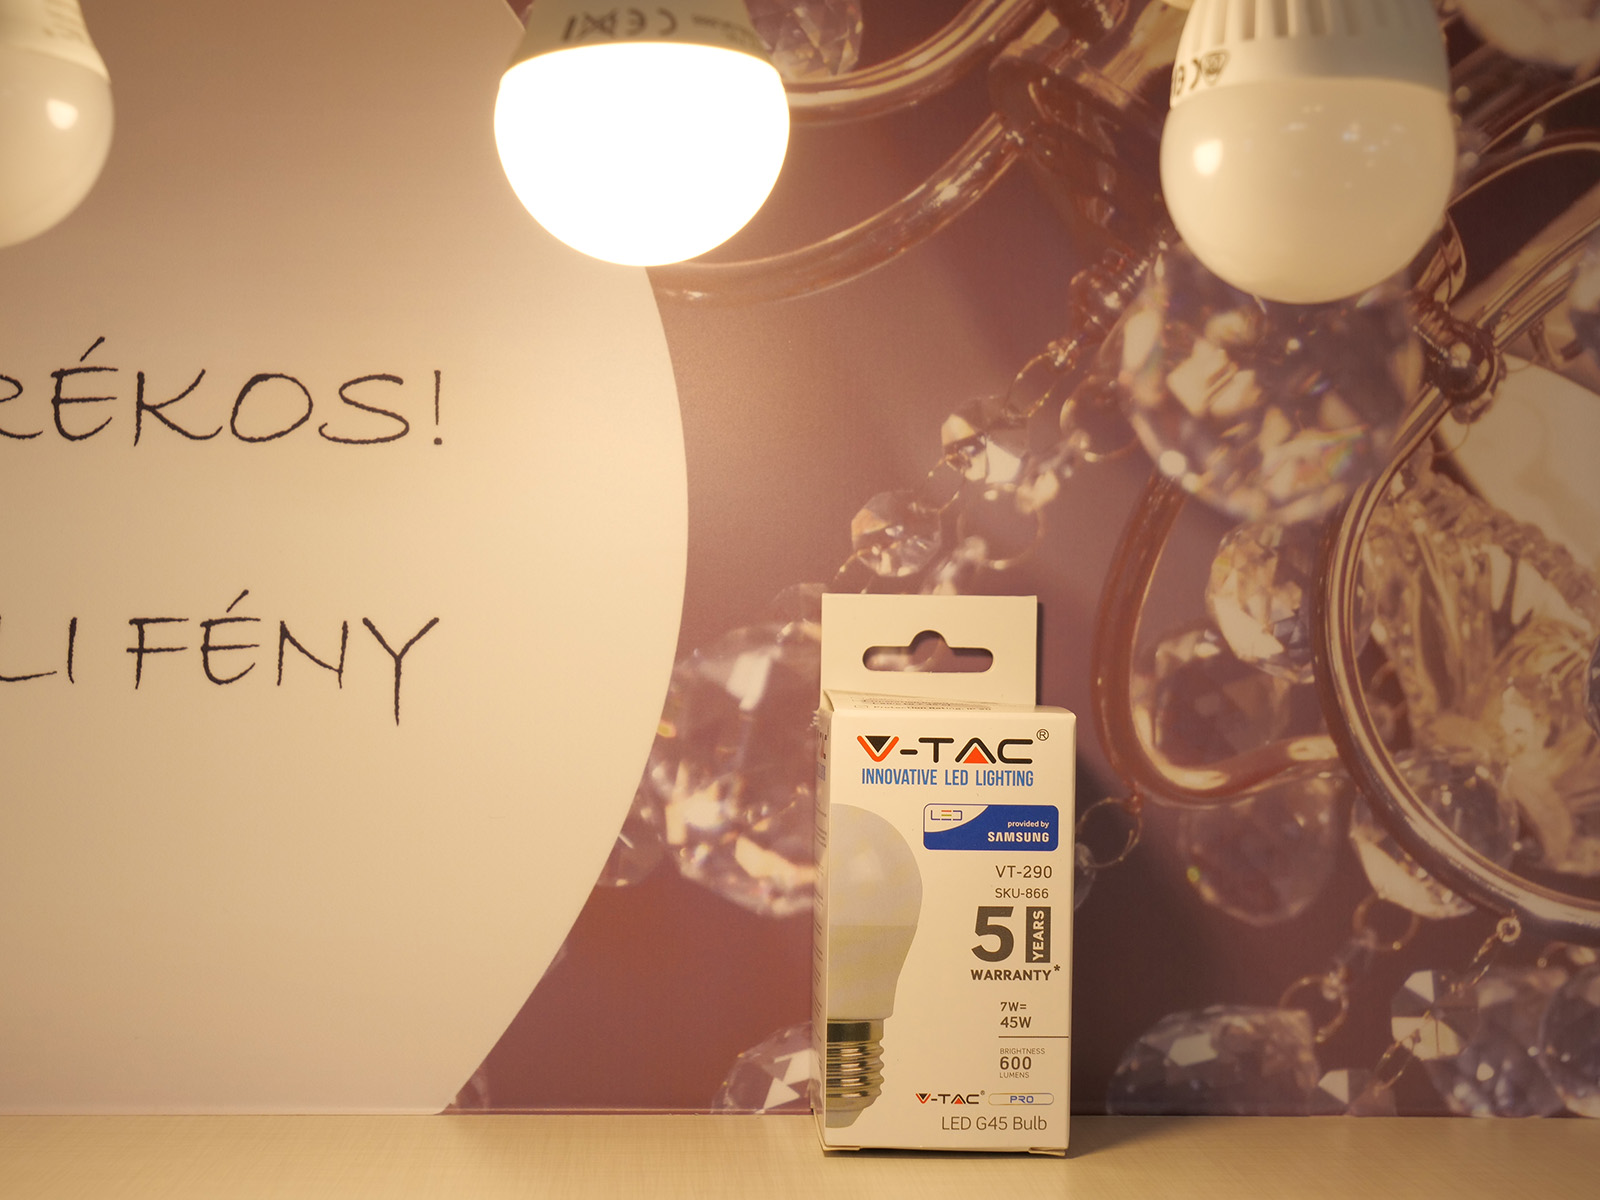 RÉKOS!
LI FÉNY
V-TAC®
INNOVATIVE LED LIGHTING
LED
provided by
SAMSUNG
VT-290
SKU-866
5 YEARS
WARRANTY*
7W=
45W
BRIGHTNESS
600
LUMENS
V-TAC® PRO
LED G45 Bulb